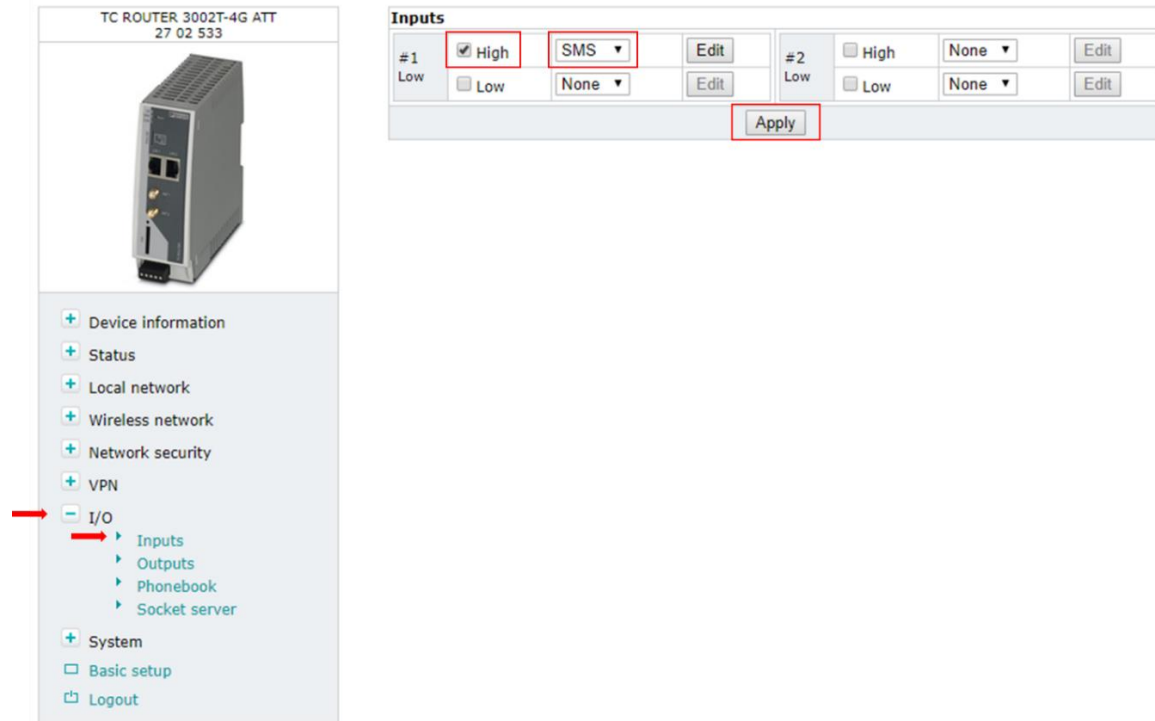 TC ROUTER 3002T-4G ATT
27 02 533
Device information
Status
Local network
Wireless network
Network security
VPN
I/O
Inputs
Outputs
Phonebook
Socket server
System
Basic setup
Logout
Inputs
#1 Low
High SMS Edit
Low None Edit
#2 Low
High None Edit
Low None Edit
Apply